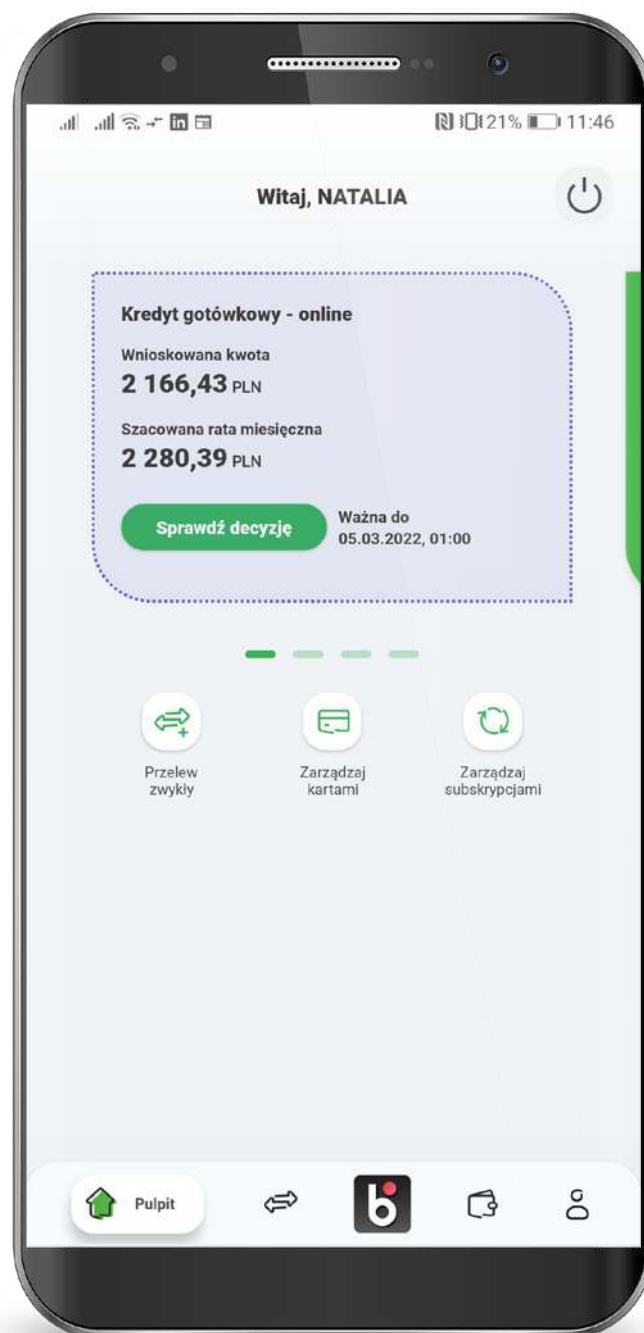 in
21%
11:46
Witaj, NATALIA
Kredyt gotówkowy - online
Wnioskowana kwota
2 166,43 PLN
Szacowana rata miesięczna
2 280,39 PLN
Sprawdź decyzję
Ważna do
05.03.2022, 01:00
Przelew
zwykły
Zarządzaj
kartami
Zarządzaj
subskrypcjami
Pulpit
b